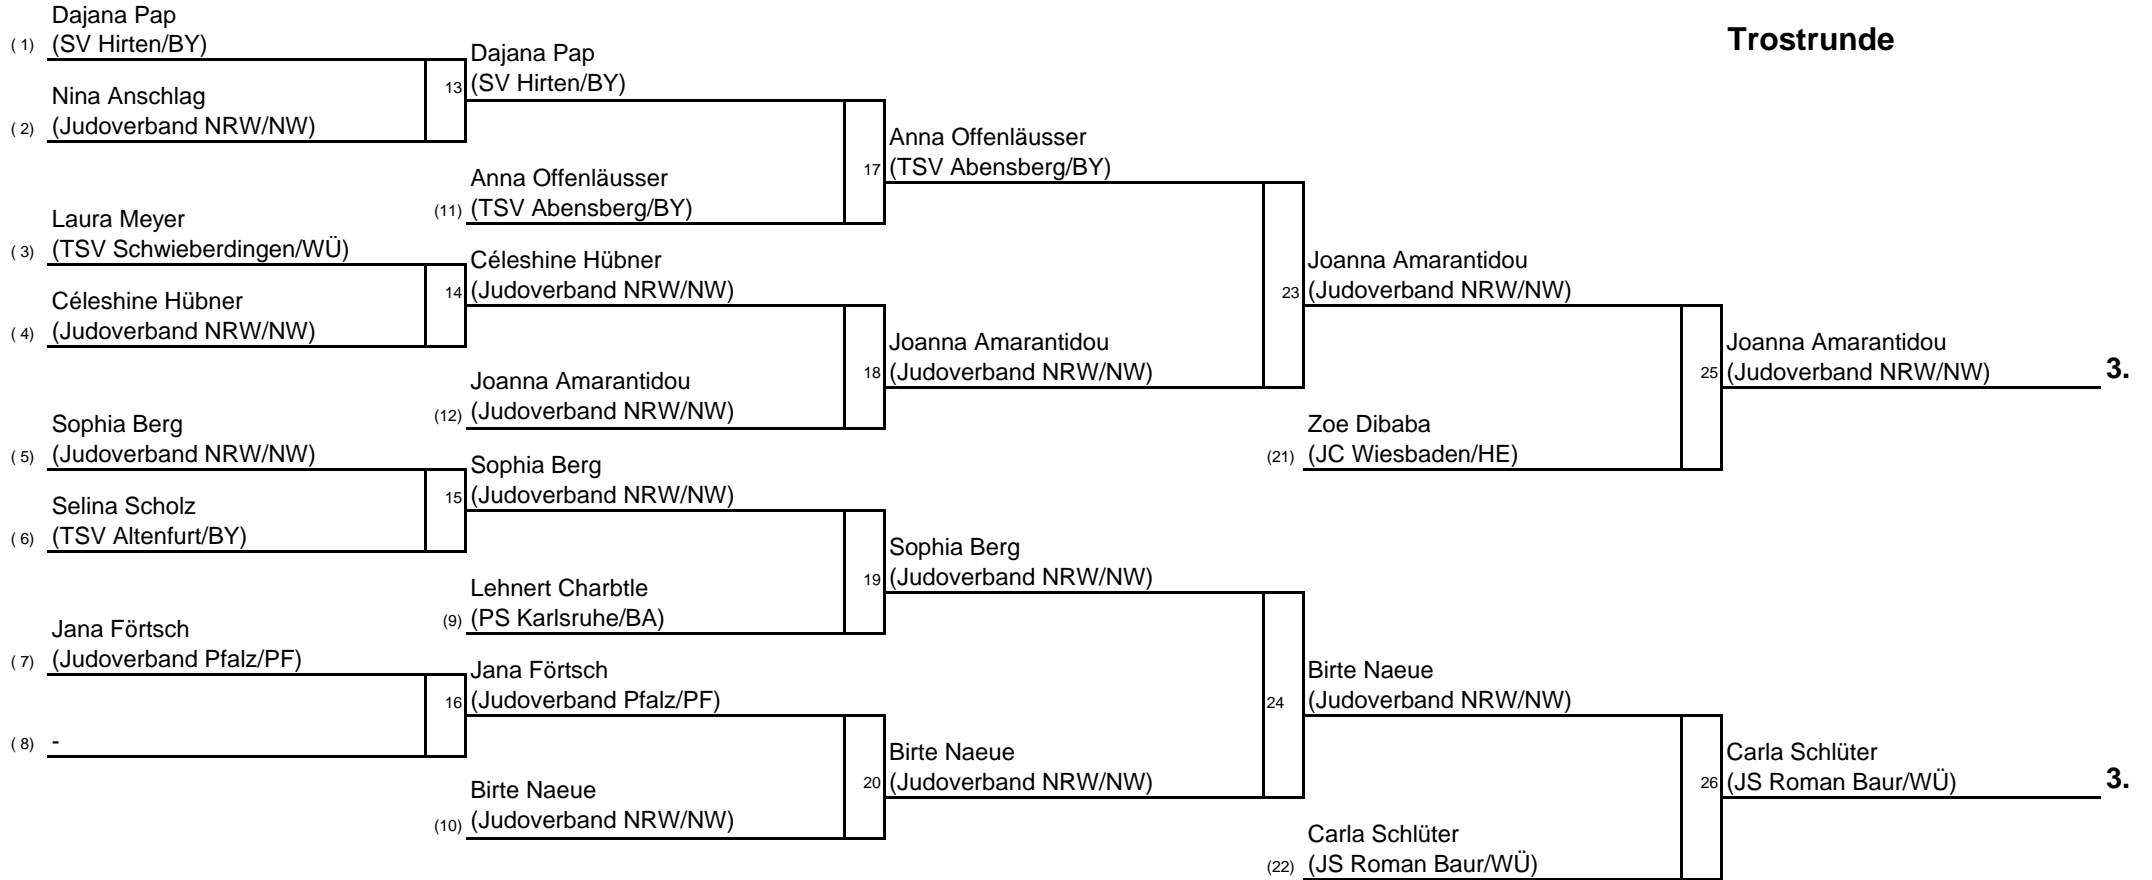 Trostrunde
Dajana Pap
( 1) (SV Hirten/BY)
Nina Anschlag
( 2) (Judoverband NRW/NW)
Laura Meyer
( 3) (TSV Schwieberdingen/WÜ)
Céleshine Hübner
( 4) (Judoverband NRW/NW)
Sophia Berg
( 5) (Judoverband NRW/NW)
Selina Scholz
( 6) (TSV Altenfurt/BY)
Jana Förtsch
( 7) (Judoverband Pfalz/PF)
( 8) -
Dajana Pap
13 (SV Hirten/BY)
Anna Offenläusser
(11) (TSV Abensberg/BY)
Céleshine Hübner
14 (Judoverband NRW/NW)
Joanna Amarantidou
(12) (Judoverband NRW/NW)
Sophia Berg
15 (Judoverband NRW/NW)
Lehnert Charbtle
(9) (PS Karlsruhe/BA)
Jana Förtsch
16 (Judoverband Pfalz/PF)
Birte Naeue
(10) (Judoverband NRW/NW)
Anna Offenläusser
17 (TSV Abensberg/BY)
Joanna Amarantidou
18 (Judoverband NRW/NW)
Sophia Berg
19 (Judoverband NRW/NW)
Birte Naeue
20 (Judoverband NRW/NW)
Joanna Amarantidou
23 (Judoverband NRW/NW)
Zoe Dibaba
(21) (JC Wiesbaden/HE)
Birte Naeue
24 (Judoverband NRW/NW)
Carla Schlüter
(22) (JS Roman Baur/WÜ)
Joanna Amarantidou
25 (Judoverband NRW/NW) 3.
Carla Schlüter
26 (JS Roman Baur/WÜ) 3.